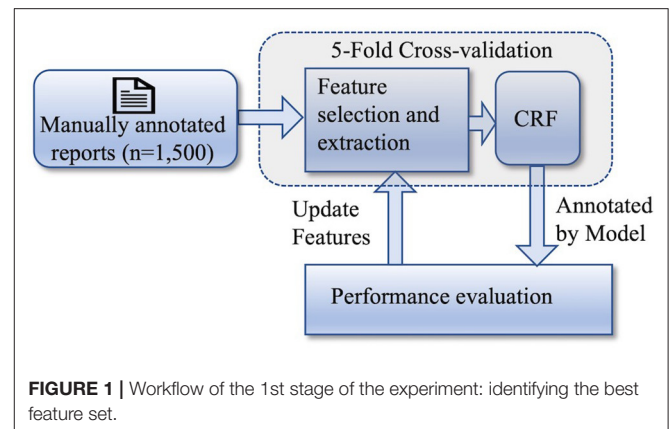 5-Fold Cross-validation
Manually annotated
reports (n=1,500)
Feature
selection and
extraction
CRF
Update
Features
Annotated
by Model
Performance evaluation
FIGURE 1 | Workflow of the 1st stage of the experiment: identifying the best
feature set.